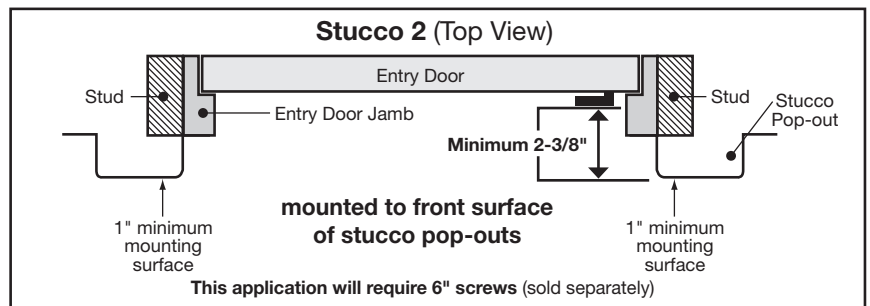 Stucco 2 (Top View)
Entry Door
Stud
Entry Door Jamb
Stud
Stucco
Pop-out
Minimum 2-3/8"
1" minimum
mounting
surface
mounted to front surface
of stucco pop-outs
1" minimum
mounting
surface
This application will require 6" screws (sold separately)